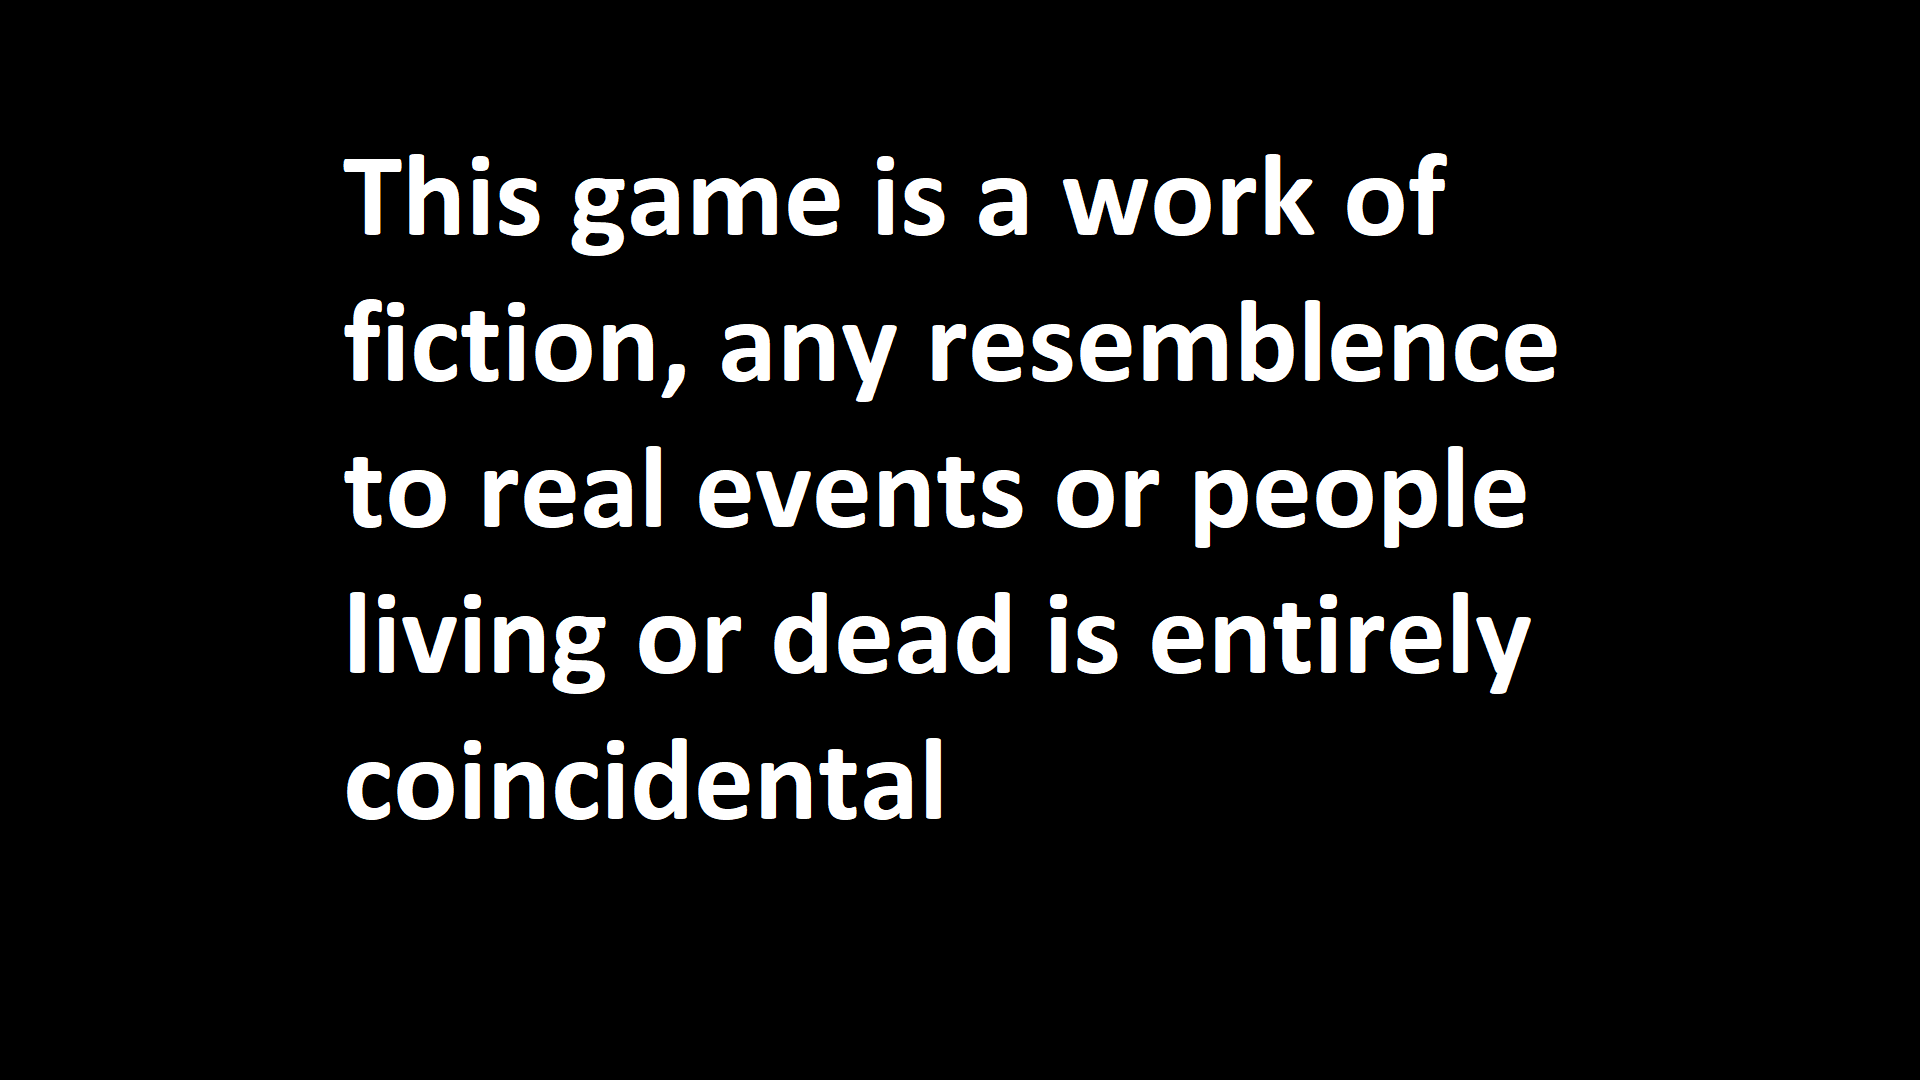 This game is a work of
fiction, any resemblence
to real events or people
living or dead is entirely
coincidental